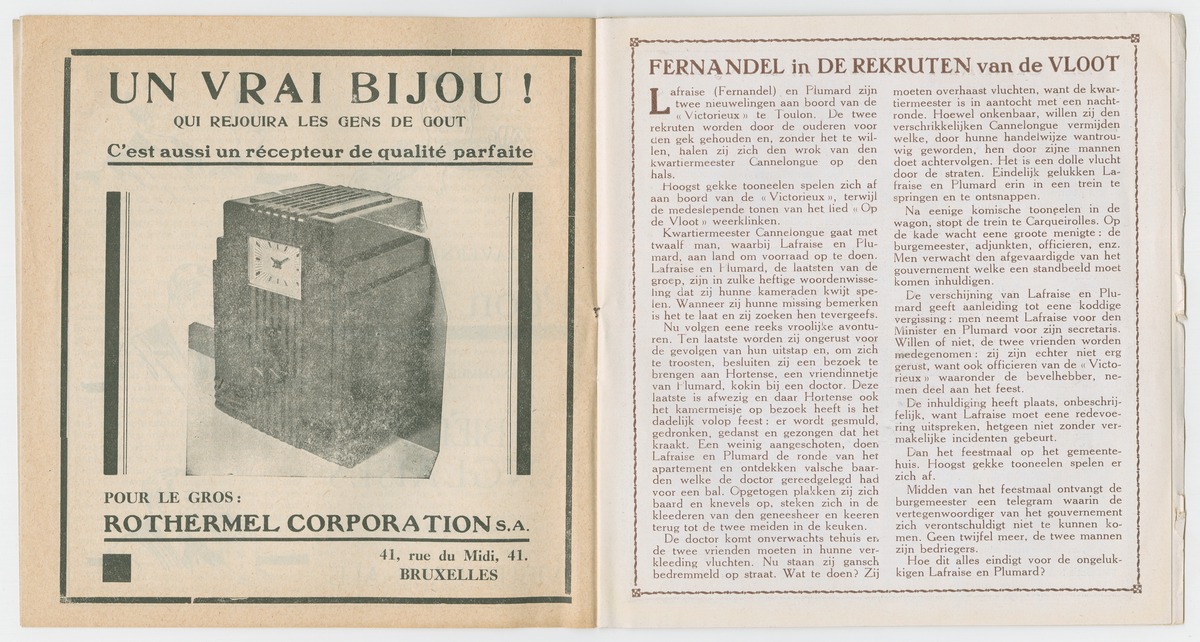 UN VRAI BIJOU !
QUI REJOUIRA LES GENS DE GOUT
C'est aussi un récepteur de qualité parfaite
POUR LE GROS :
ROTHERMEL CORPORATION S.A.
41, rue du Midi, 41.
BRUXELLES
FERNANDEL in DE REKRUTEN van de VLOOT
Lafraise (Fernandel) en Plumard zijn
twee nieuwelingen aan boord van de
« Victorieux » te Toulon. De twee
rekruten worden door de ouderen voor
den gek gehouden en, zonder het te wil-
len, halen zij zich den wrok van den
kwartiermeester Cannelongue op den
hals.
Hoogst gekke tooneelen spelen zich af
aan boord van de « Victorieux », terwijl
de medeslepende tonen van het lied « Op
de Vloot » weerklinken.
Kwartiermeester Cannelongue gaat met
twaalf man, waarbij Lafraise en Plu-
mard, aan land om voorraad op te doen.
Lafraise en Plumard, de laatsten van de
groep, zijn in zulke heftige woordenwisse-
ling dat zij hunne kameraden kwijt spe-
len. Wanneer zij hunne missing bemerken
is het te laat en zij zoeken hen tevergeefs.
Nu volgen eene reeks vroolijke avontu-
ren. Ten laatste worden zij ongerust voor
de gevolgen van hun uitstap en, om zich
te troosten, besluiten zij een bezoek te
brengen aan Hortense, een vriendinnetje
van Plumard, kokin bij een doctor. Deze
laatste is afwezig en daar Hortense ook
het kamermeisje op bezoek heeft is het
dadelijk volop feest : er wordt gesmuld,
gedronken, gedanst en gezongen dat het
kraakt. Een weinig aangeschoten, doen
Lafraise en Plumard de ronde van het
apartement en ontdekken valsche baar-
den welke de doctor gereedgelegd had
voor een bal. Opgetogen plakken zij zich
baard en knevels op, steken zich in de
kleederen van den geneesheer en keeren
terug tot de twee meiden in de keuken.
De doctor komt onverwachts tehuis en
de twee vrienden moeten in hunne ver-
kleeding vluchten. Nu staan zij gansch
bedremmeld op straat. Wat te doen ? Zij
moeten overhaast vluchten, want de kwar-
tiermeester is in aantocht met een nacht-
ronde. Hoewel onkenbaar, willen zij den
verschrikkelijken Cannelongue vermijden
welke, door hunne handelwijze wantrou-
wig geworden, hen door zijne mannen
doet achtervolgen. Het is een dolle vlucht
door de straten. Eindelijk gelukken La-
fraise en Plumard erin in een trein te
springen en te ontsnappen.
Na eenige komische tooneelen in de
wagon, stopt de trein te Carqueirolles. Op
de kade wacht eene groote menigte : de
burgemeester, adjunkten, officieren, enz.
Men verwacht den afgevaardigde van het
gouvernement welke een standbeeld moet
komen inhuldigen.
De verschijning van Lafraise en Plu-
mard geeft aanleiding tot eene koddige
vergissing : men neemt Lafraise voor den
Minister en Plumard voor zijn secretaris.
Willen of niet, de twee vrienden worden
medegenomen : zij zijn echter niet erg
gerust, want ook officieren van de « Victo-
rieux » waaronder de bevelhebber, ne-
men deel aan het feest.
De inhuldiging heeft plaats, onbeschrij-
felijk, want Lafraise moet eene redevoe-
ring uitspreken, hetgeen niet zonder ver-
makelijke incidenten gebeurt.
Dan het feestmaal op het gemeente-
huis. Hoogst gekke tooneelen spelen er
zich af.
Midden van het feestmaal ontvangt de
burgemeester een telegram waarin de
vertegenwoordiger van het gouvernement
zich verontschuldigt niet te kunnen ko-
men. Geen twijfel meer, de twee mannen
zijn bedriegers.
Hoe dit alles eindigt voor de ongeluk-
kigen Lafraise en Plumard ?